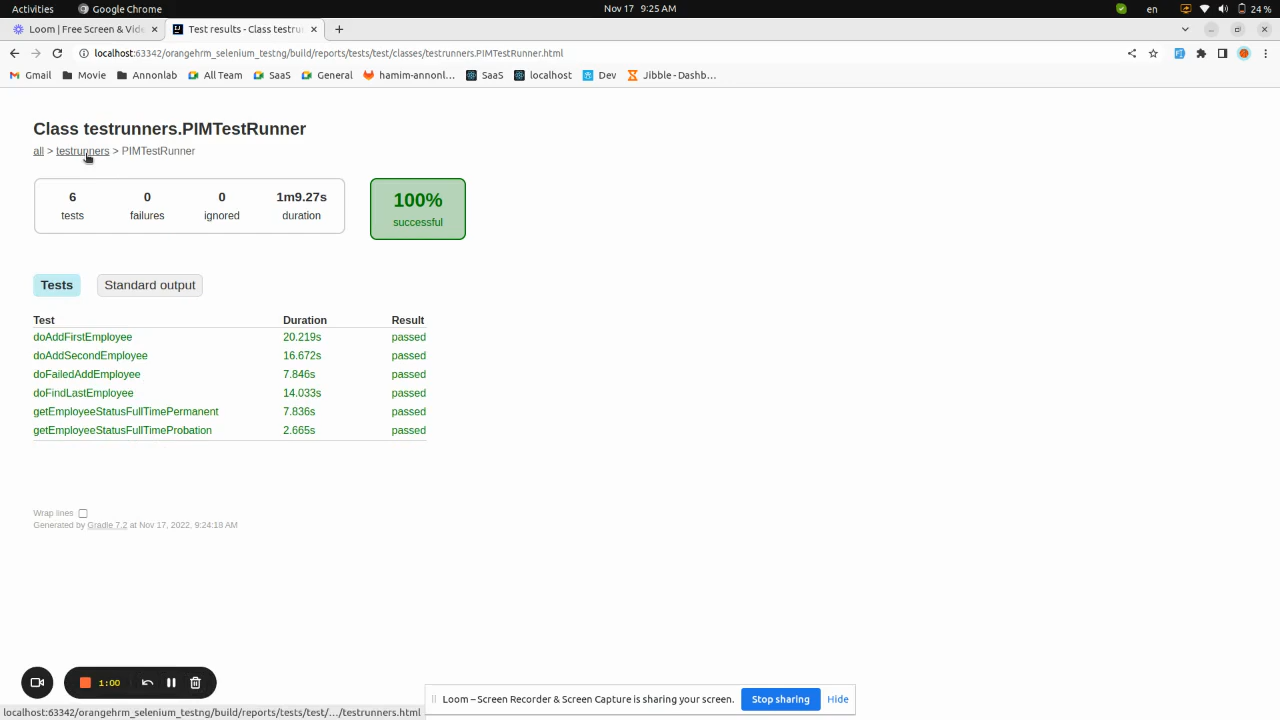 Activities Google Chrome Nov 17 9:25 AM en 24 %
Loom | Free Screen & Vide Test results - Class testru
localhost:63342/orangehrm_selenium_testng/build/reports/tests/test/classes/testrunners.PIMTestRunner.html
Gmail Movie Annonlab All Team SaaS General hamim-annonl... SaaS localhost Dev Jibble - Dashb...
Class testrunners.PIMTestRunner
all > testrunners > PIMTestRunner
6 0 0 1m9.27s 100%
tests failures ignored duration successful
Tests Standard output
Test Duration Result
doAddFirstEmployee 20.219s passed
doAddSecondEmployee 16.672s passed
doFailedAddEmployee 7.846s passed
doFindLastEmployee 14.033s passed
getEmployeeStatusFullTimePermanent 7.836s passed
getEmployeeStatusFullTimeProbation 2.665s passed
Wrap lines
Generated by Gradle 7.2 at Nov 17, 2022, 9:24:18 AM
1:00
Loom – Screen Recorder & Screen Capture is sharing your screen. Stop sharing Hide
localhost:63342/orangehrm_selenium_testng/build/reports/tests/test/.../testrunners.html